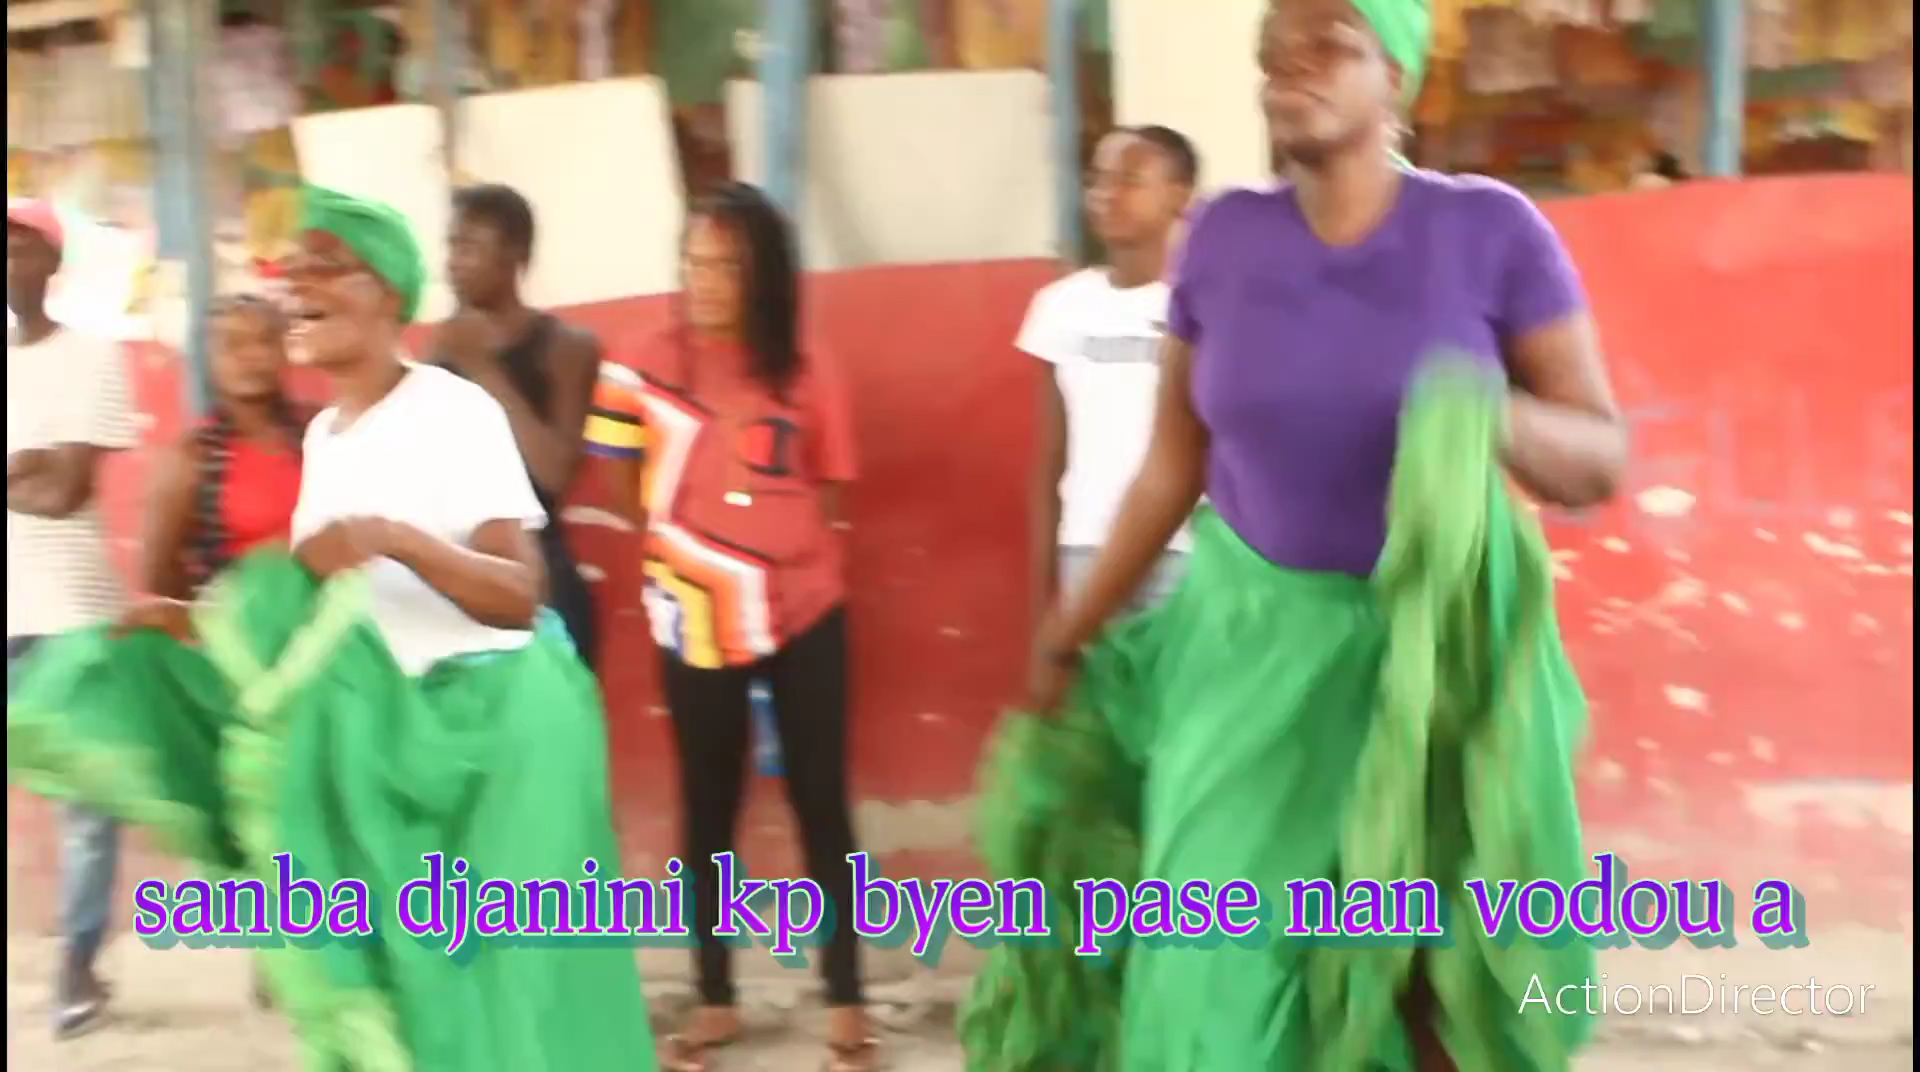 sanba djanini kp byen pase nan vodou a
ActionDirector